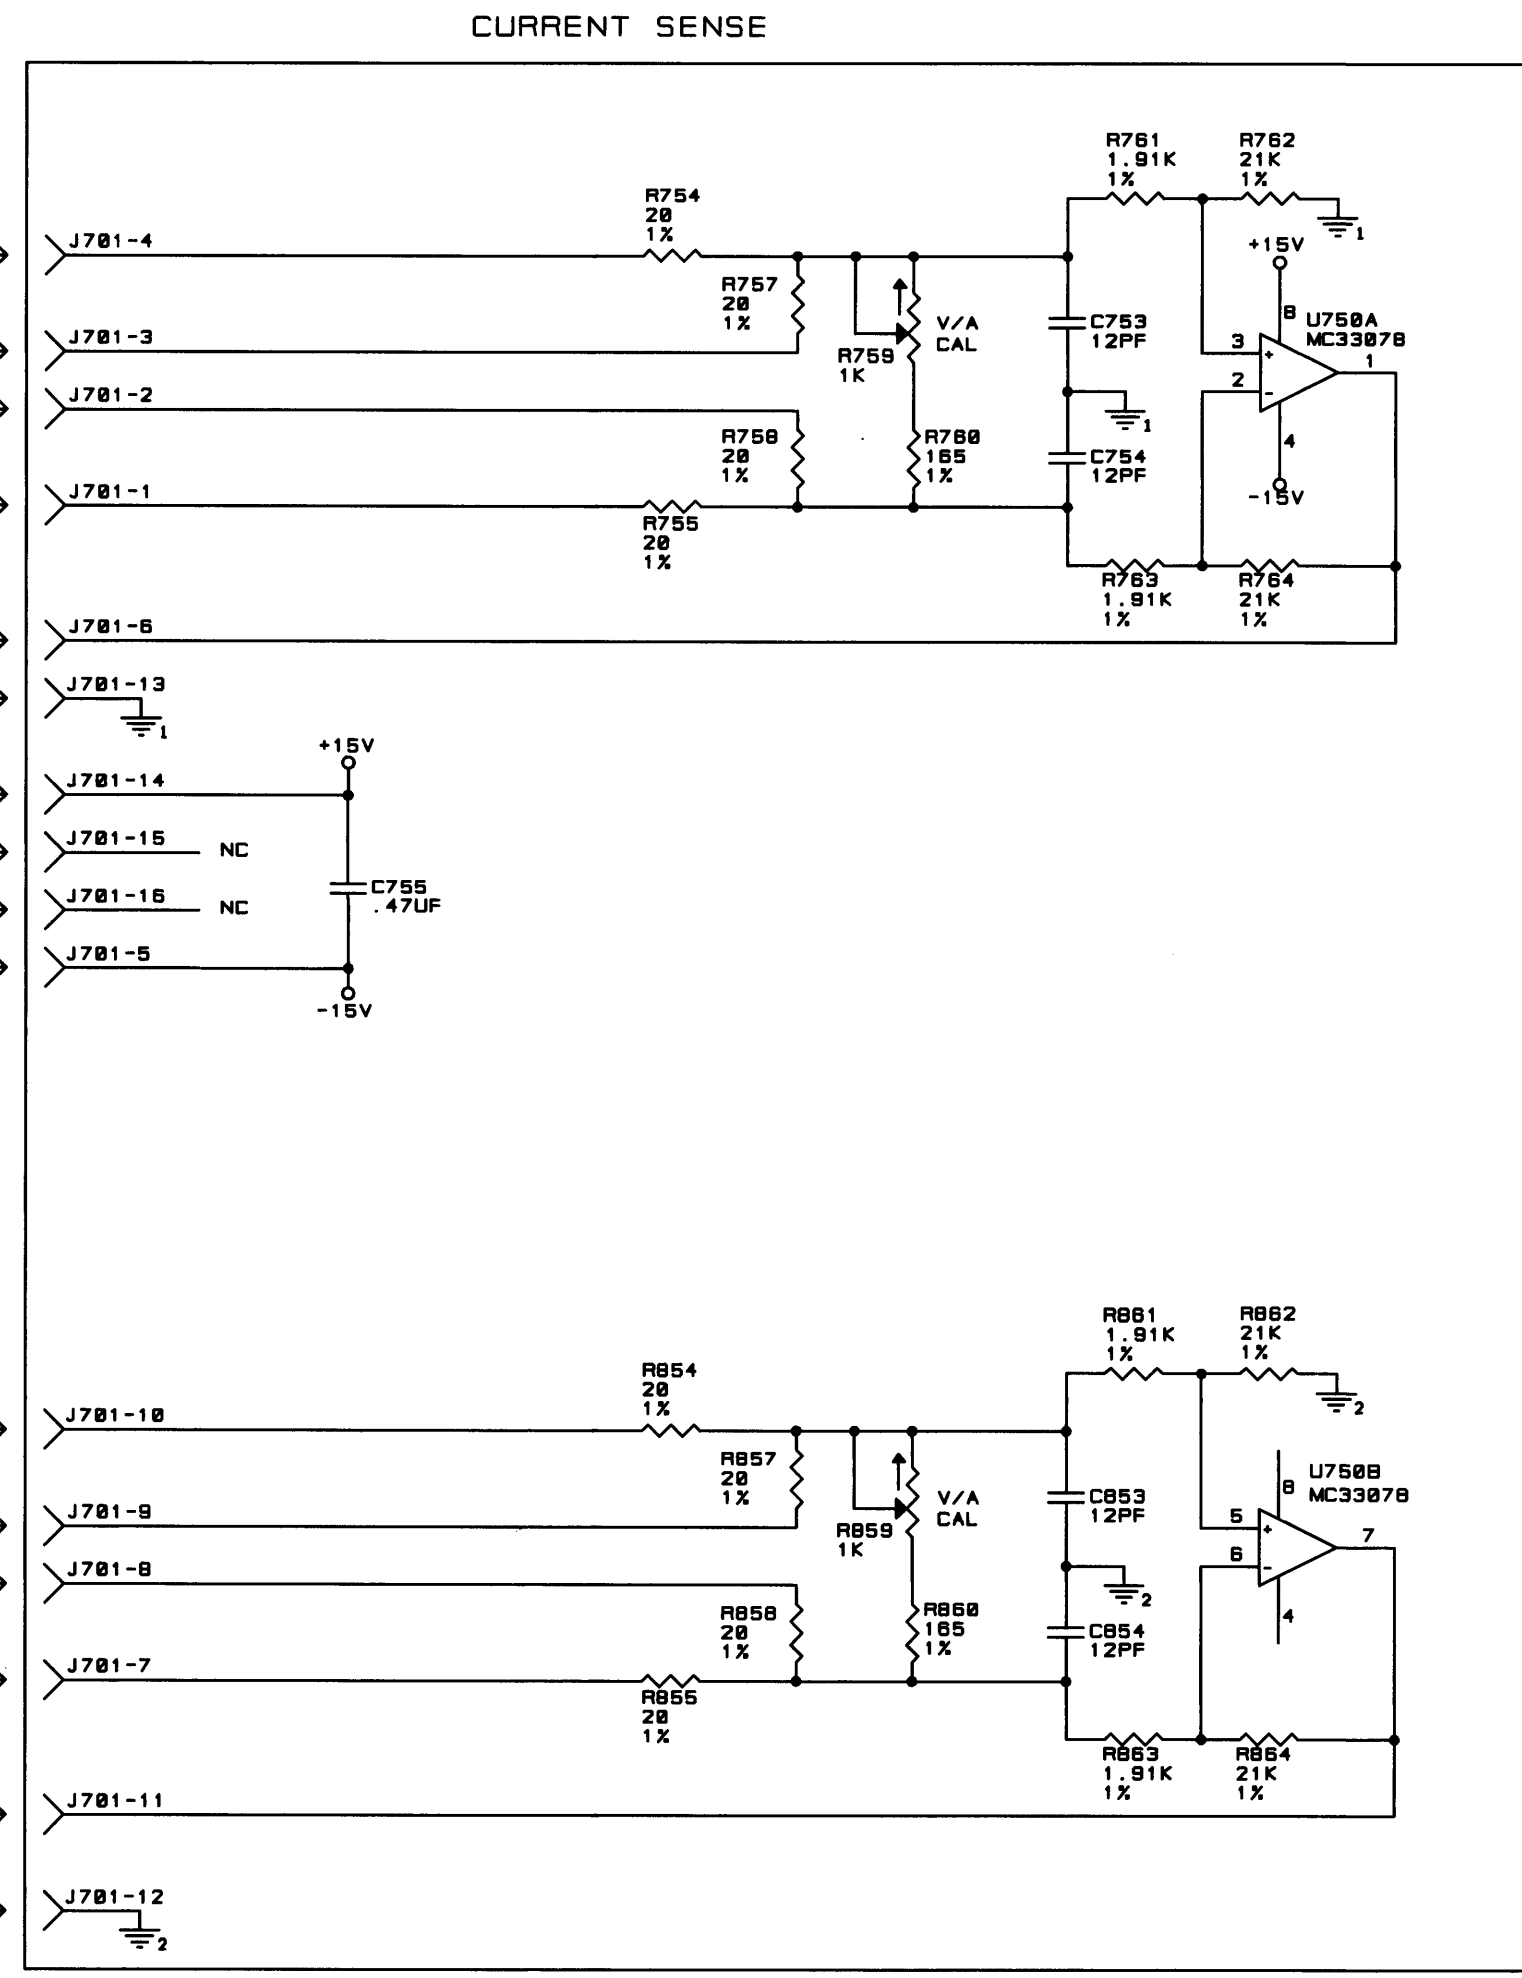 CURRENT SENSE
R761
1.91K
1%
R762
21K
1%
1
R754
20
1%
J701-4
R757
20
1%
J701-3
R759
1K
V/A
CAL
C753
12PF
1
+15V
8
U750A
MC33078
3
+
2
-
1
4
-15V
J701-2
R758
20
1%
R760
165
1%
C754
12PF
J701-1
R755
20
1%
R763
1.91K
1%
R764
21K
1%
J701-6
J701-13
1
+15V
J701-14
J701-15 NC
J701-16 NC
C755
.47UF
J701-5
-15V
R861
1.91K
1%
R862
21K
1%
2
R854
20
1%
J701-10
R857
20
1%
J701-9
R859
1K
V/A
CAL
C853
12PF
2
8
U750B
MC33078
5
+
6
-
7
4
J701-8
R858
20
1%
R860
165
1%
C854
12PF
J701-7
R855
20
1%
R863
1.91K
1%
R864
21K
1%
J701-11
J701-12
2